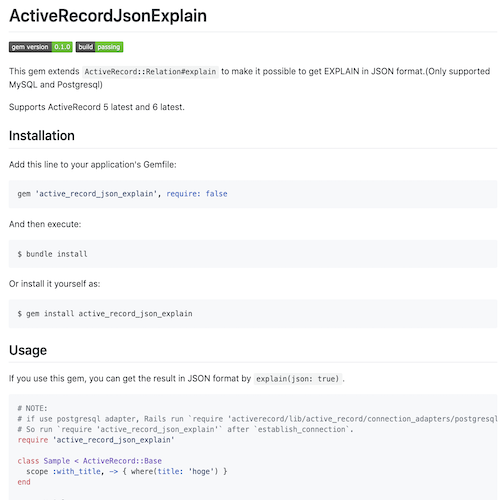 ActiveRecordJsonExplain
gem version 0.1.0 build passing
This gem extends ActiveRecord::Relation#explain to make it possible to get EXPLAIN in JSON format.(Only supported
MySQL and Postgresql)
Supports ActiveRecord 5 latest and 6 latest.
Installation
Add this line to your application's Gemfile:
gem 'active_record_json_explain', require: false
And then execute:
$ bundle install
Or install it yourself as:
$ gem install active_record_json_explain
Usage
If you use this gem, you can get the result in JSON format by explain(json: true).
# NOTE:
# if use postgresql adapter, Rails run `require 'activerecord/lib/active_record/connection_adapters/postgresql
# So run `require 'active_record_json_explain'` after `establish_connection`.
require 'active_record_json_explain'
class Sample < ActiveRecord::Base
scope :with_title, -> { where(title: 'hoge') }
end